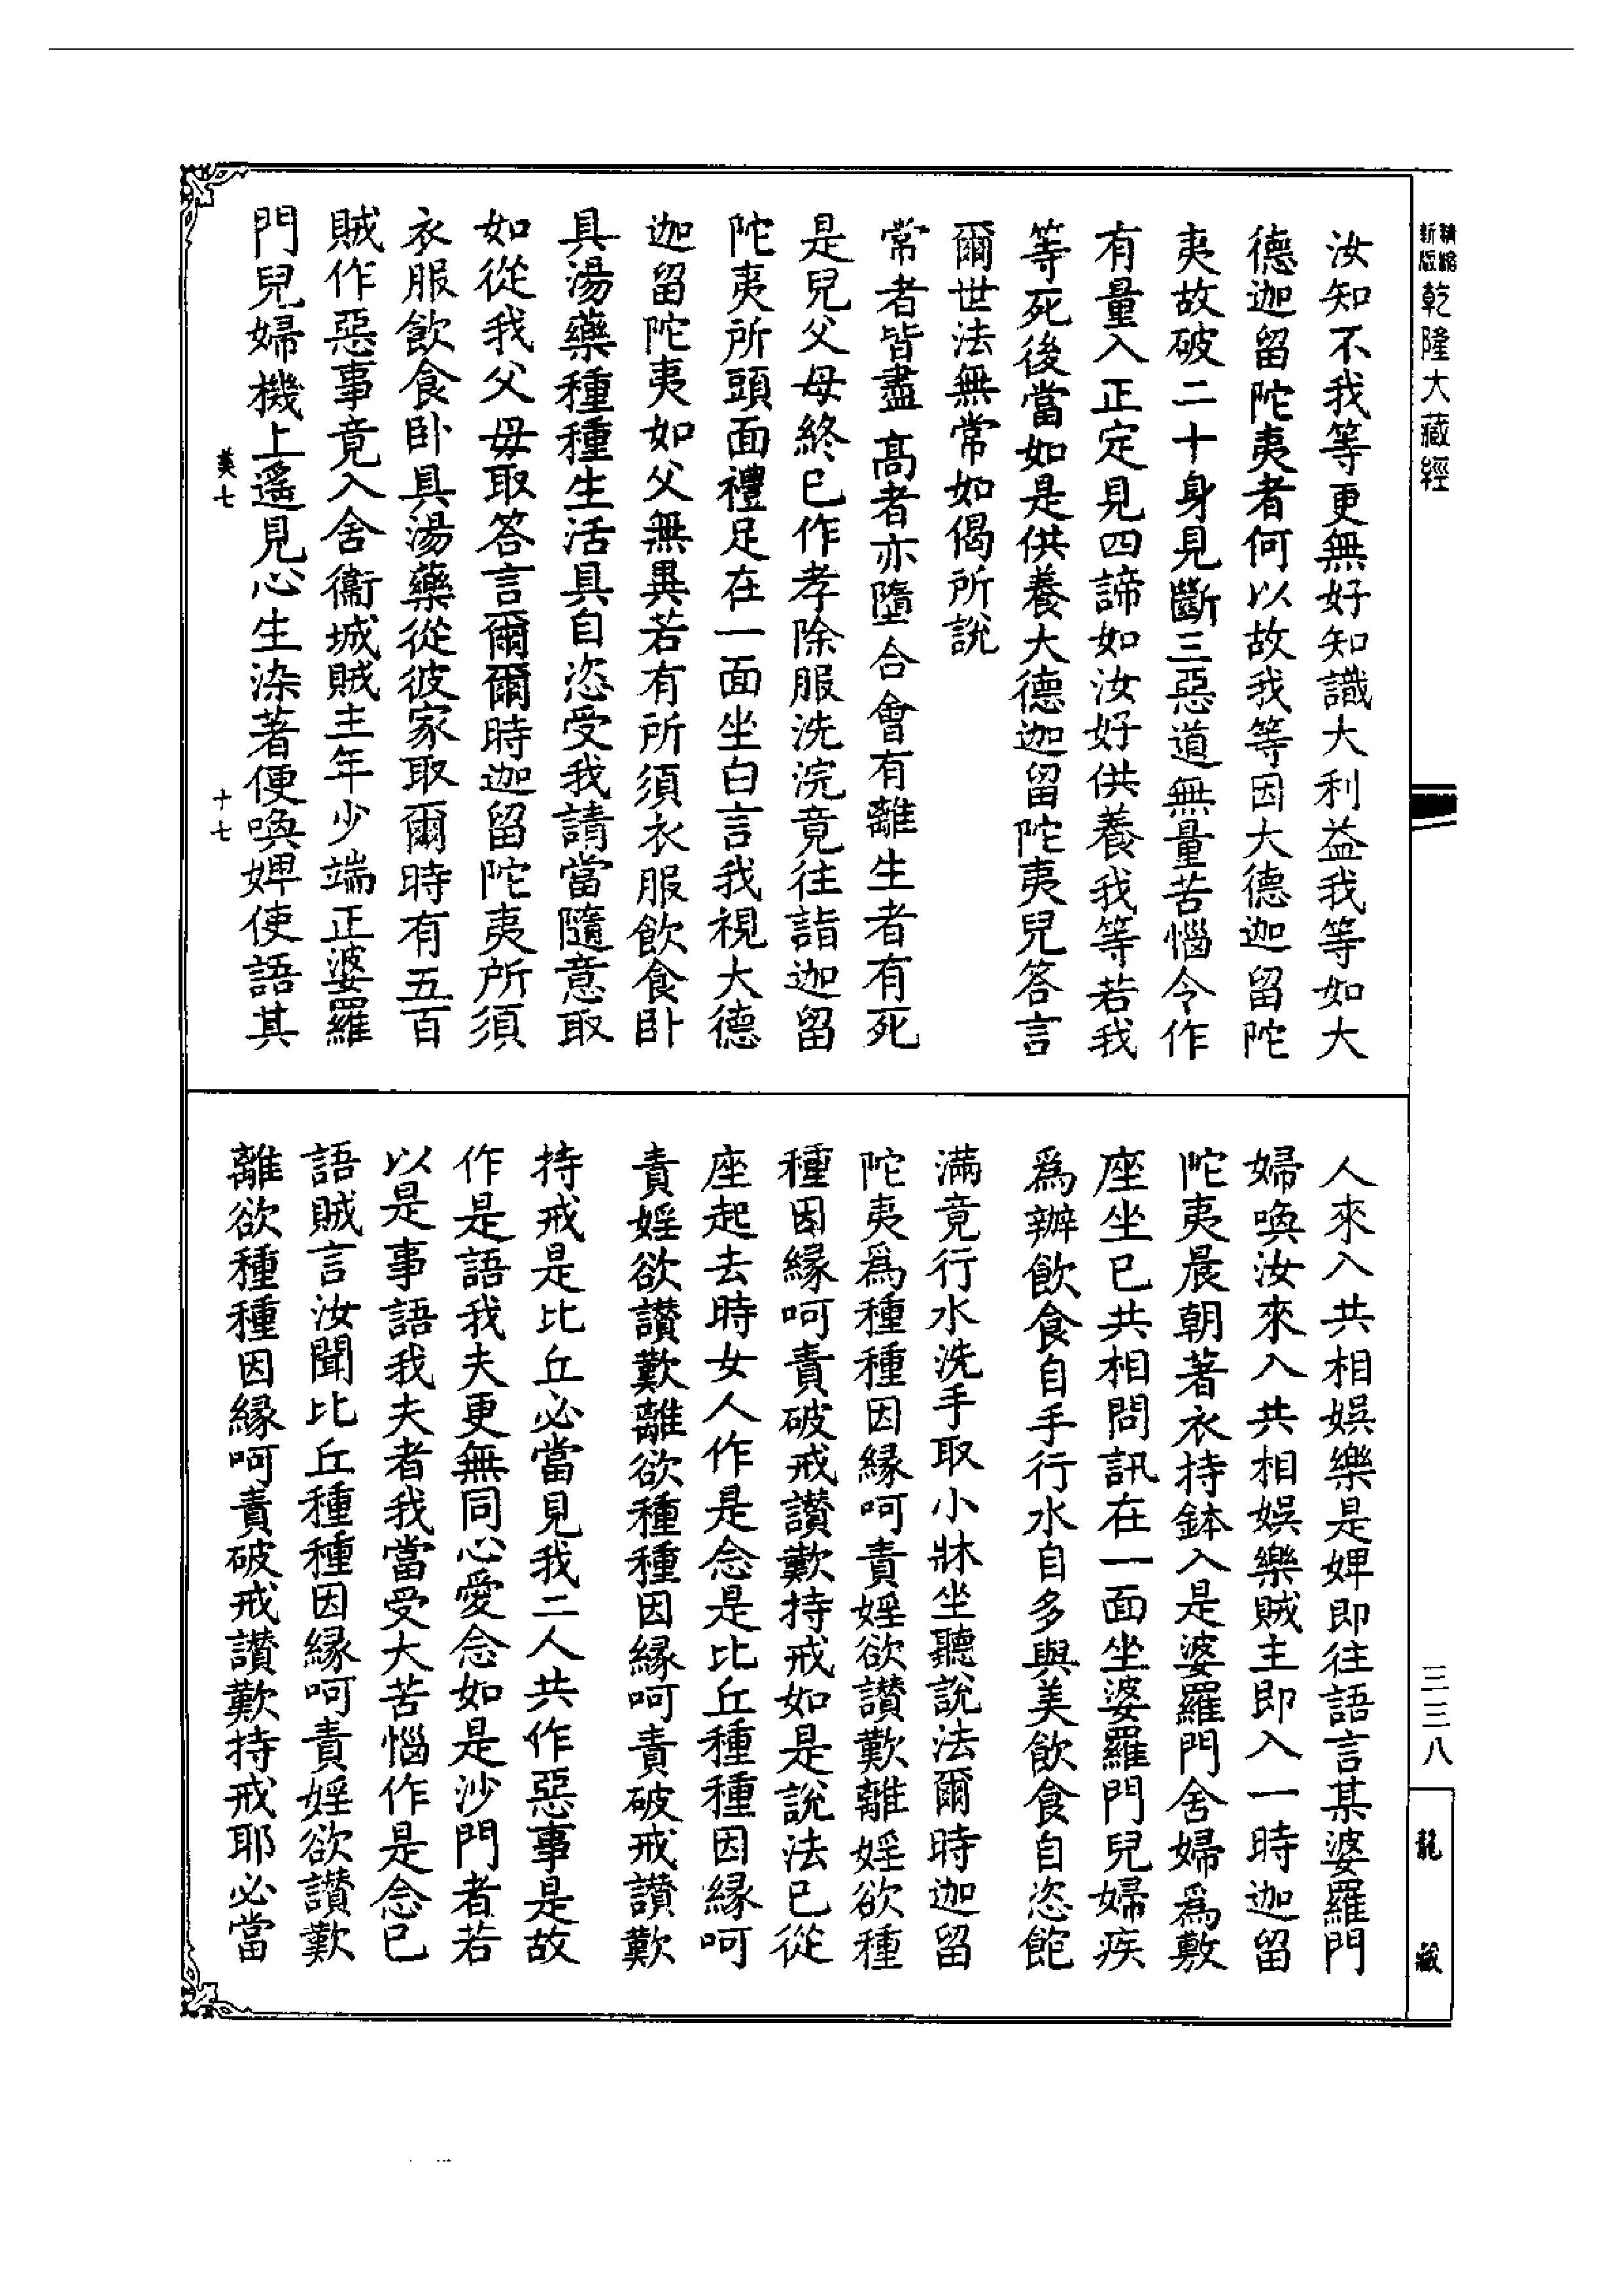 新版精縮乾隆大藏經
三三八
龍藏
汝知不我等更無好知識大利益我等如大
德迦留陀夷者何以故我等因大德迦留陀
夷故破二十身見斷三惡道無量苦惱令作
有量入正定見四諦如汝好供養我等若我
等死後當如是供養大德迦留陀夷兒答言
爾世法無常如偈所說
常者皆盡 高者亦墮 合會有離 生者有死
是兒父母終已作孝除服洗浣竟往詣迦留
陀夷所頭面禮足在一面坐白言我視大德
迦留陀夷如父無異若有所須衣服飲食臥
具湯藥種種生活具自恣受我請當隨意取
如從我父毋取答言爾爾時迦留陀夷所須
衣服飲食臥具湯藥從彼家取爾時有五百
賊作惡事竟入舍衞城賊主年少端正婆羅
門兒婦機上遙見心生染著便喚婢使語其
人來入共相娛樂是婢即往語言某婆羅門
婦喚汝來入共相娛樂賊主即入一時迦留
陀夷晨朝著衣持鉢入是婆羅門舍婦爲敷
座坐已共相問訊在一面坐婆羅門兒婦疾
爲辦飲食自手行水自多與美飲食自恣飽
滿竟行水洗手取小牀坐聽說法爾時迦留
陀夷爲種種因緣呵責婬欲讚歎離婬欲種
種因緣呵責破戒讚歎持戒如是說法已從
座起去時女人作是念是比丘種種因緣呵
責婬欲讚歎離欲種種因緣呵責破戒讚歎
持戒是比丘必當見我二人共作惡事是故
作是語我夫更無同心愛念如是沙門者若
以是事語我夫者我當受大苦惱作是念已
語賊言汝聞比丘種種因緣呵責婬欲讚歎
離欲種種因緣呵責破戒讚歎持戒耶必當
十七